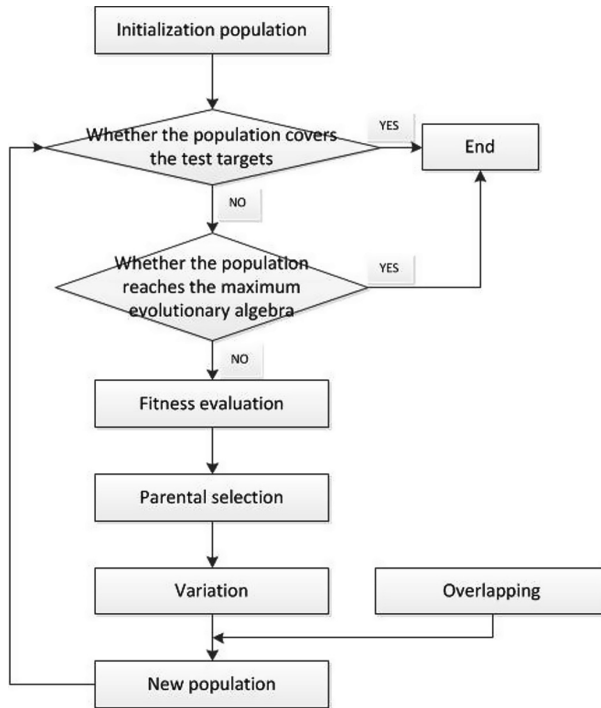 Initialization population
Whether the population covers
the test targets
YES
End
NO
Whether the population
reaches the maximum
evolutionary algebra
YES
NO
Fitness evaluation
Parental selection
Variation
Overlapping
New population